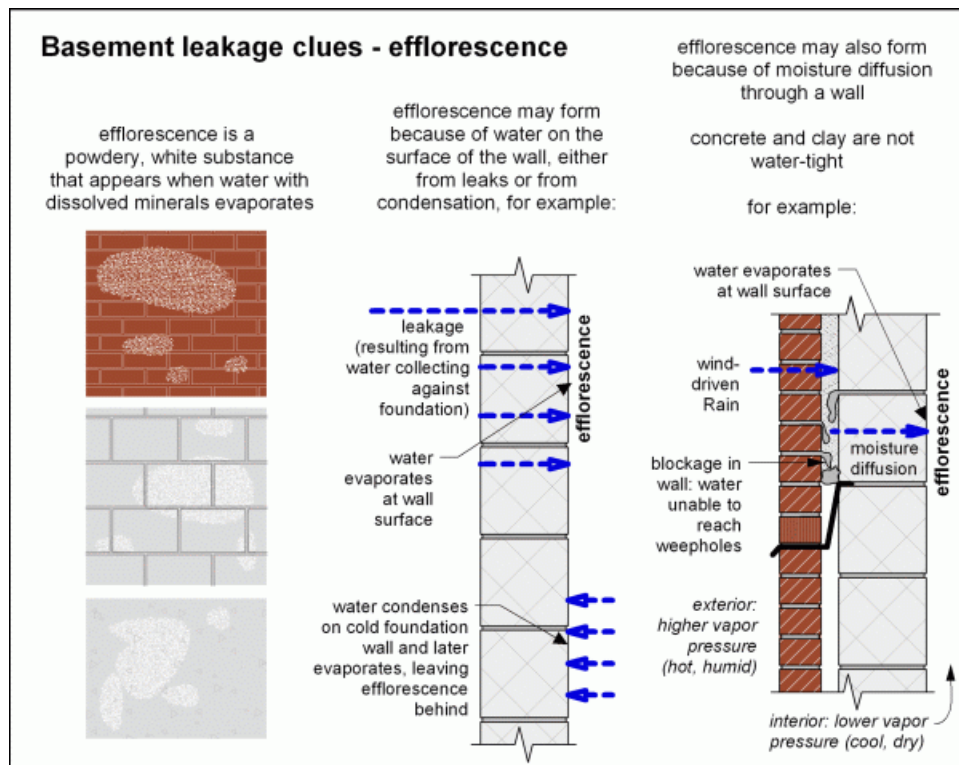 Basement leakage clues - efflorescence
efflorescence is a
powdery, white substance
that appears when water with
dissolved minerals evaporates
efflorescence may form
because of water on the
surface of the wall, either
from leaks or from
condensation, for example:
leakage
(resulting from
water collecting
against
foundation)
efflorescence
water
evaporates
at wall
surface
water condenses
on cold foundation
wall and later
evaporates, leaving
efflorescence
behind
efflorescence may also form
because of moisture diffusion
through a wall
concrete and clay are not
water-tight
for example:
water evaporates
at wall surface
wind-
driven
Rain
moisture
diffusion
efflorescence
blockage in
wall: water
unable to
reach
weepholes
exterior:
higher vapor
pressure
(hot, humid)
interior: lower vapor
pressure (cool, dry)